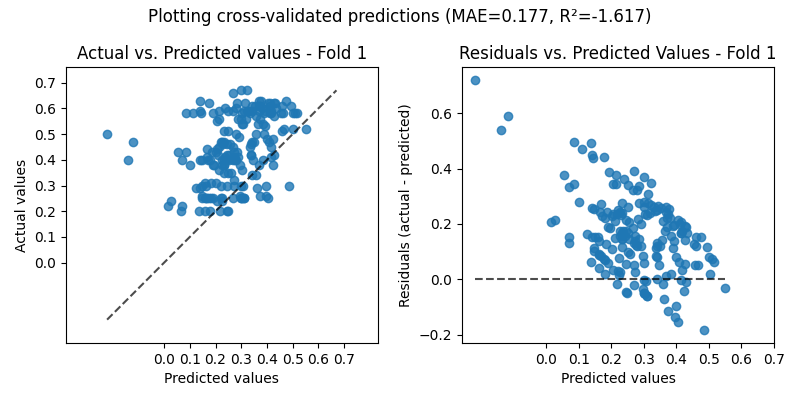 Plotting cross-validated predictions (MAE=0.177, R²=-1.617)
Actual vs. Predicted values - Fold 1
Actual values
0.7
0.6
0.5
0.4
0.3
0.2
0.1
0.0
0.0 0.1 0.2 0.3 0.4 0.5 0.6 0.7
Predicted values
Residuals vs. Predicted Values - Fold 1
Residuals (actual - predicted)
0.6
0.4
0.2
0.0
−0.2
0.0 0.1 0.2 0.3 0.4 0.5 0.6 0.7
Predicted values